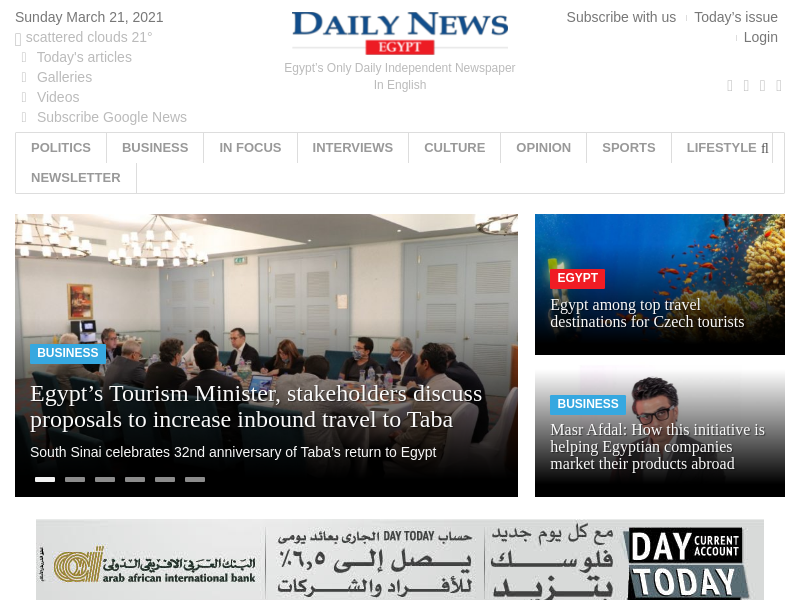 Sunday March 21, 2021
scattered clouds 21°
Today's articles
Galleries
Videos
Subscribe Google News
DAILY NEWS
EGYPT
Egypt's Only Daily Independent Newspaper
In English
Subscribe with us
Today's issue
Login
POLITICS
BUSINESS
IN FOCUS
INTERVIEWS
CULTURE
OPINION
SPORTS
LIFESTYLE
NEWSLETTER
BUSINESS
Egypt's Tourism Minister, stakeholders discuss
proposals to increase inbound travel to Taba
South Sinai celebrates 32nd anniversary of Taba's return to Egypt
EGYPT
Egypt among top travel
destinations for Czech tourists
BUSINESS
Masr Afdal: How this initiative is
helping Egyptian companies
market their products abroad
البنك العربى الافريقى الدولى
arab african international bank
حساب DAY TODAY الجارى بعائد يومى
يصل إلى ٦,٥٪
للأفراد والشركات
مع كل يوم جديد
فلوسك
بتزيد
DAY CURRENT
ACCOUNT
TODAY